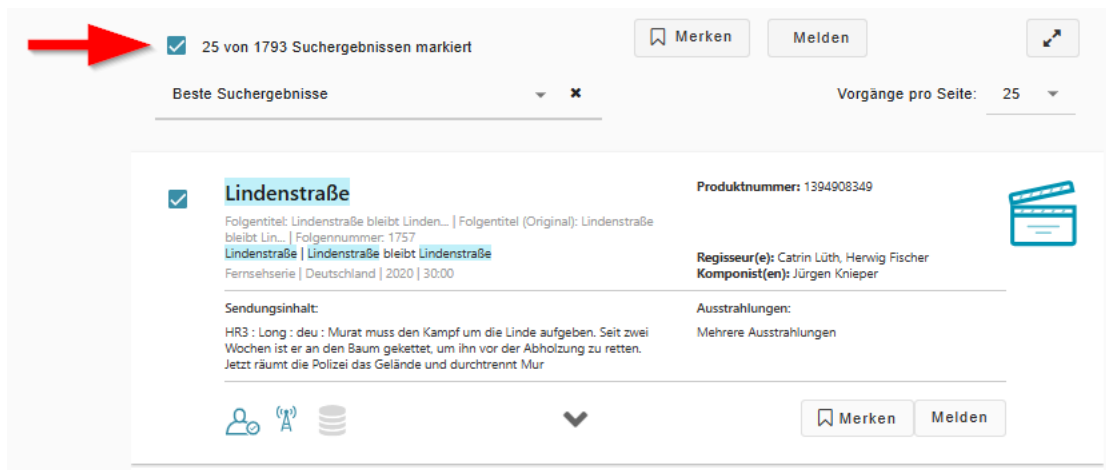 25 von 1793 Suchergebnissen markiert
Merken
Melden
Beste Suchergebnisse
Vorgänge pro Seite: 25
Lindenstraße
Produktnummer: 1394908349
Folgentitel: Lindenstraße bleibt Linden... | Folgentitel (Original): Lindenstraße
bleibt Lin... | Folgennummer: 1757
Lindenstraße | Lindenstraße bleibt Lindenstraße
Fernsehserie | Deutschland | 2020 | 30:00
Regisseur(e): Catrin Lüth, Herwig Fischer
Komponist(en): Jürgen Knieper
Sendungsinhalt:
HR3 : Long : deu : Murat muss den Kampf um die Linde aufgeben. Seit zwei
Wochen ist er an den Baum gekettet, um ihn vor der Abholzung zu retten.
Jetzt räumt die Polizei das Gelände und durchtrennt Mur
Ausstrahlungen:
Mehrere Ausstrahlungen
Merken
Melden